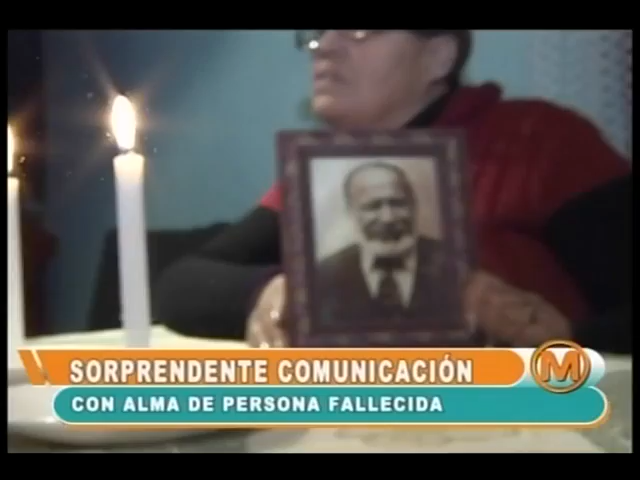 SORPRENDENTE COMUNICACIÓN
M
CON ALMA DE PERSONA FALLECIDA